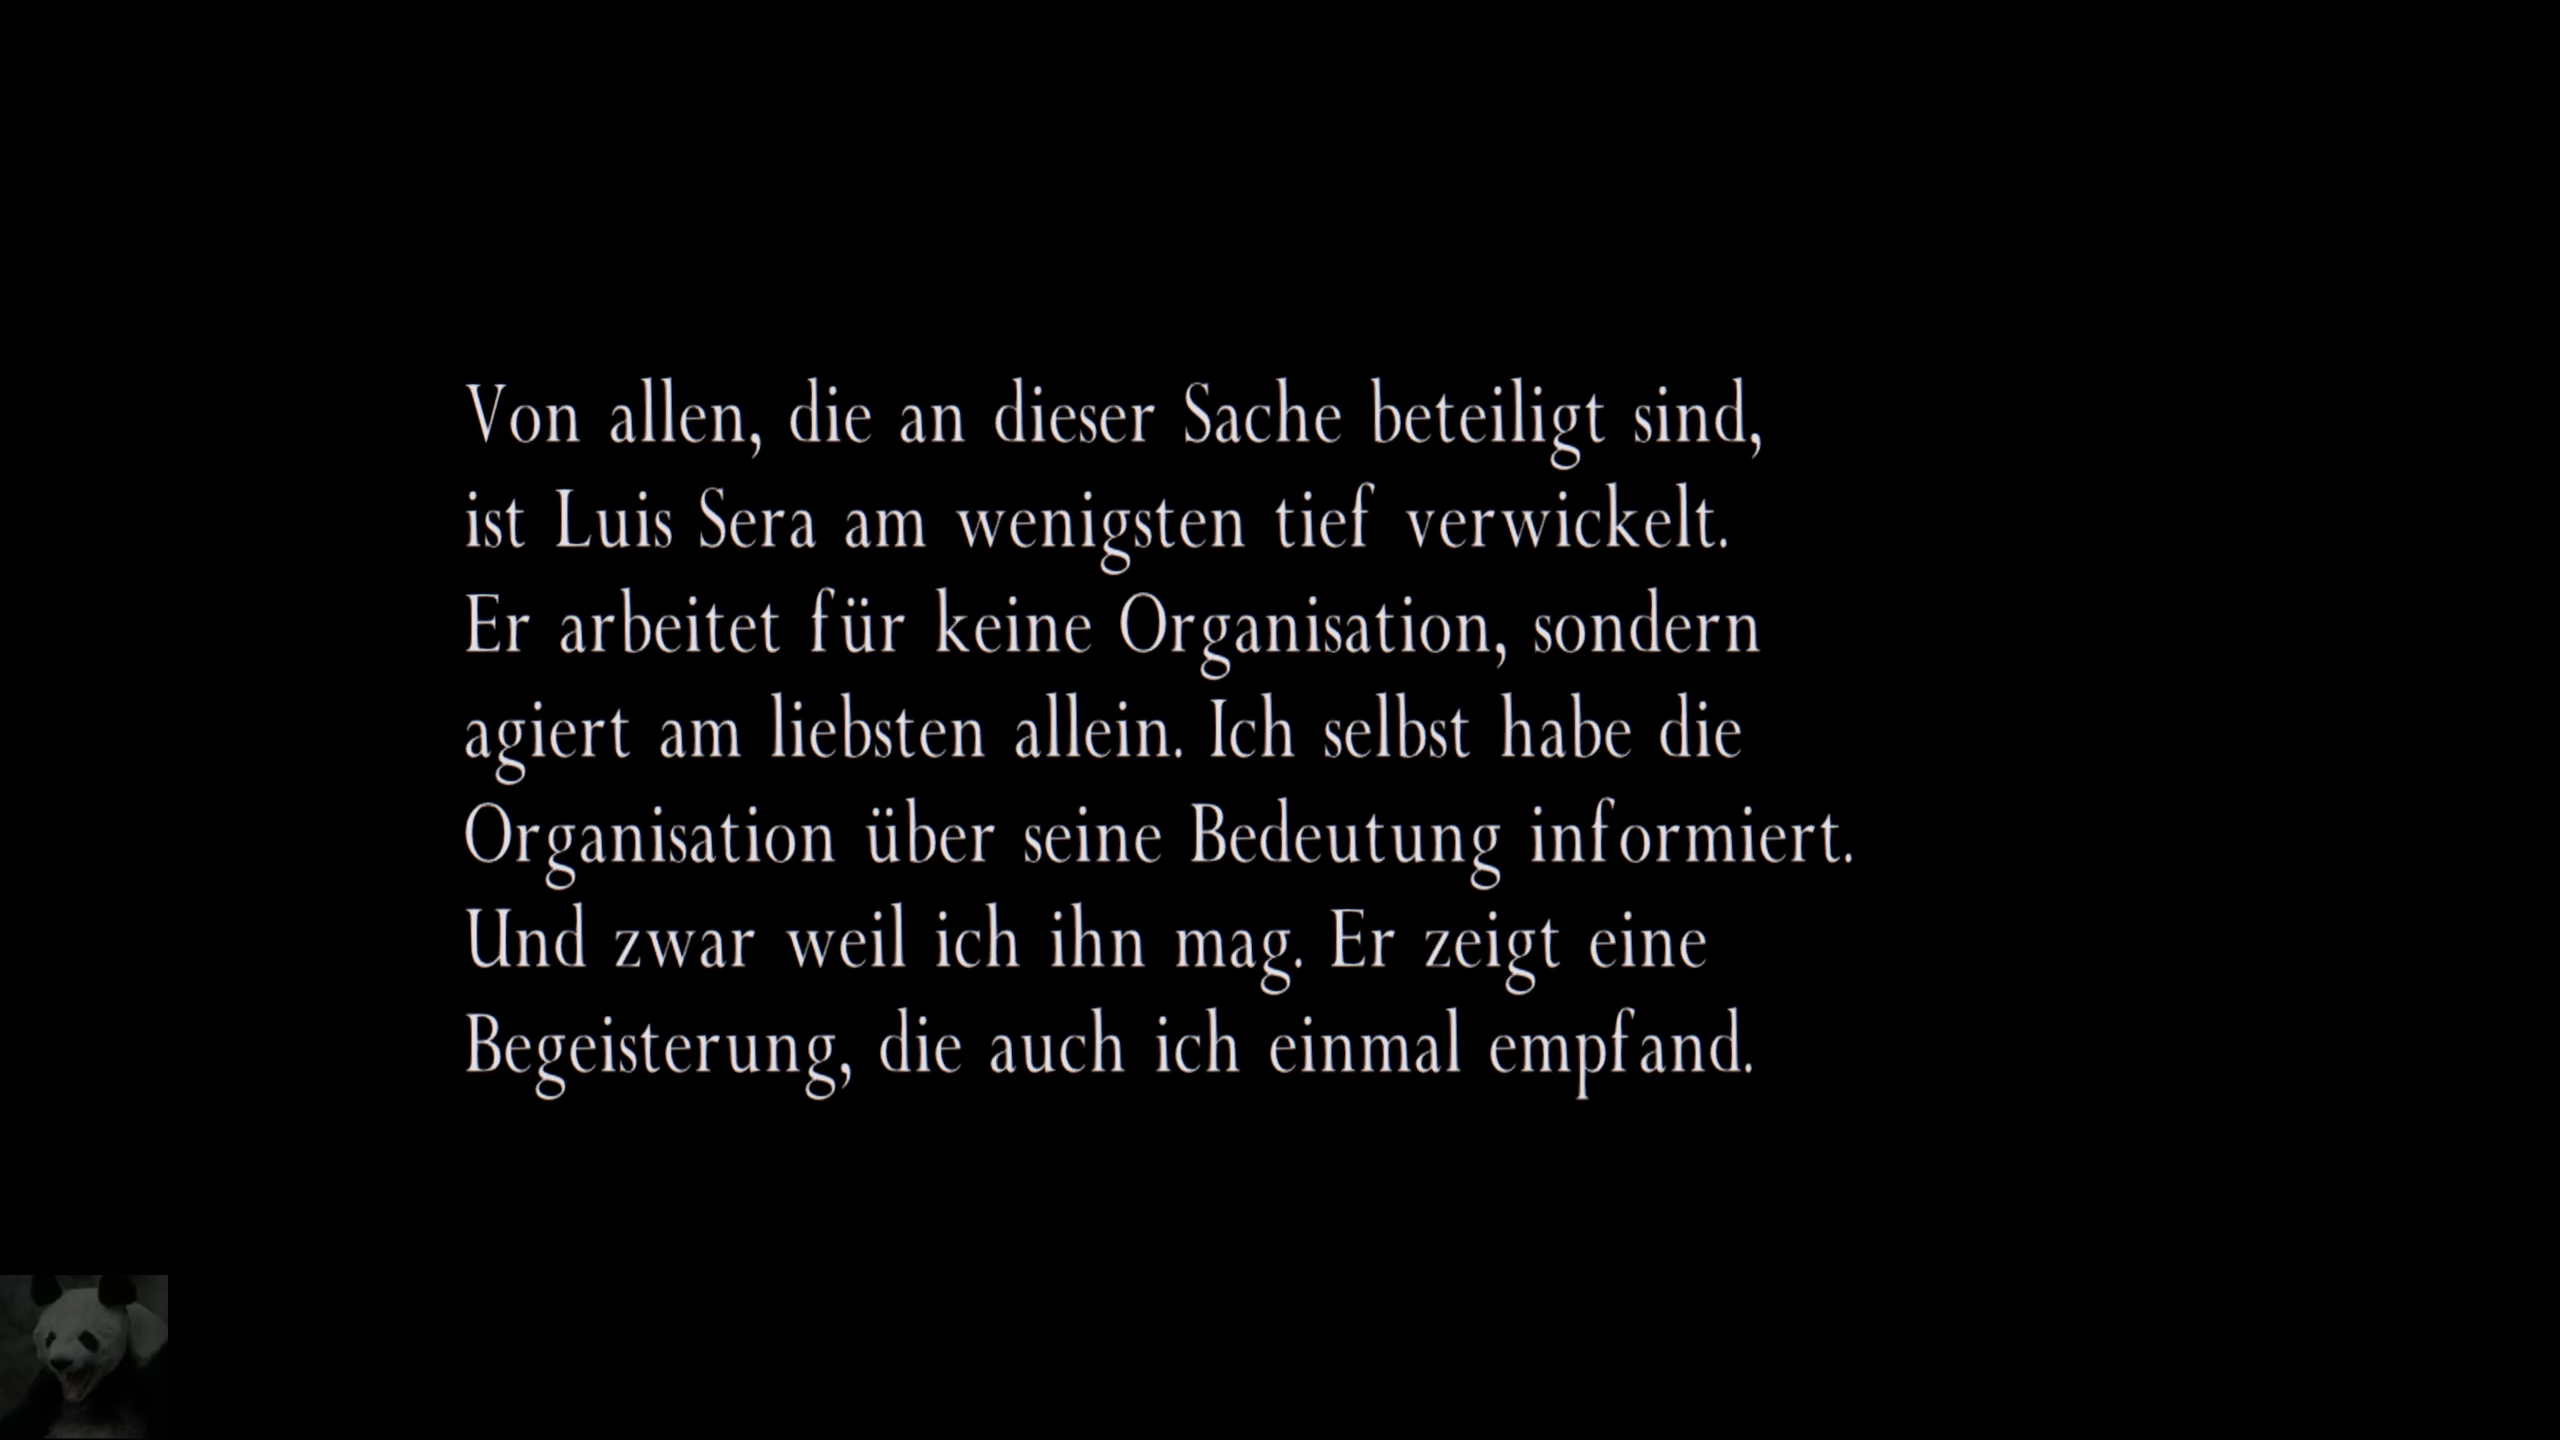 Von allen, die an dieser Sache beteiligt sind,
ist Luis Sera am wenigsten tief verwickelt.
Er arbeitet für keine Organisation, sondern
agiert am liebsten allein. Ich selbst habe die
Organisation über seine Bedeutung informiert.
Und zwar weil ich ihn mag. Er zeigt eine
Begeisterung, die auch ich einmal empfand.